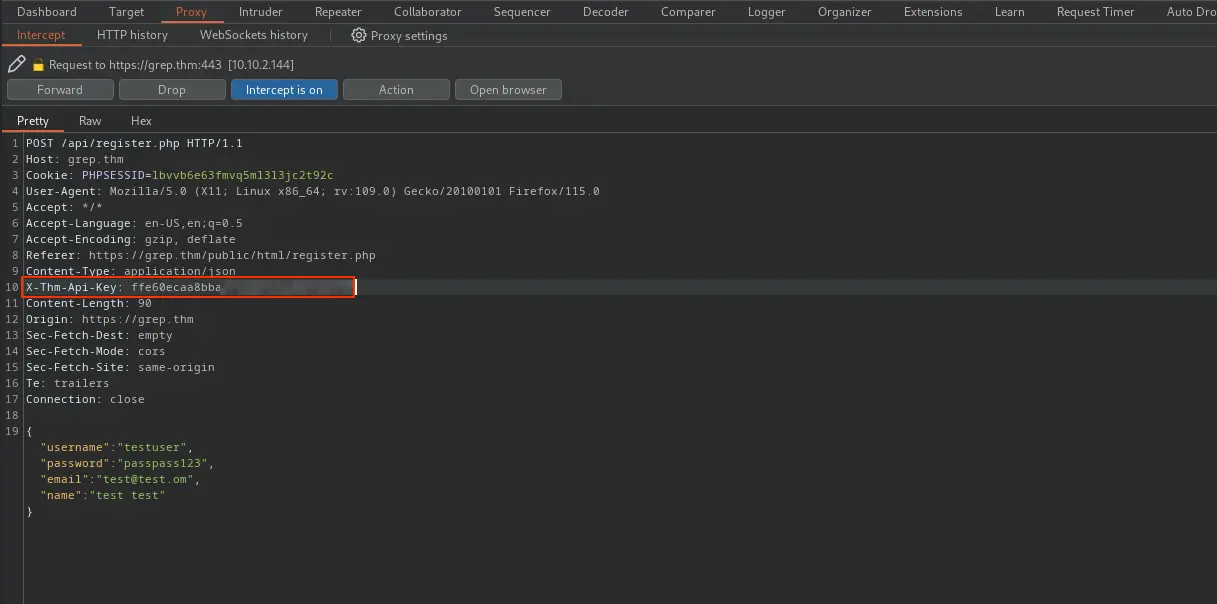 Dashboard Target Proxy Intruder Repeater Collaborator Sequencer Decoder Comparer Logger Organizer Extensions Learn Request Timer Auto Dro
Intercept HTTP history WebSockets history Proxy settings
Request to https://grep.thm:443 [10.10.2.144]
Forward Drop Intercept is on Action Open browser
Pretty Raw Hex
1 POST /api/register.php HTTP/1.1
2 Host: grep.thm
3 Cookie: PHPSESSID=
4 User-Agent: Mozilla/5.0 (X11; Linux x86_64; rv:109.0) Gecko/20100101 Firefox/115.0
5 Accept: */*
6 Accept-Language: en-US,en;q=0.5
7 Accept-Encoding: gzip, deflate
8 Referer: https://grep.thm/public/html/register.php
9 Content-Type: application/json
10 X-Thm-Api-Key: ffe60ecaa8bba
11 Content-Length: 90
12 Origin: https://grep.thm
13 Sec-Fetch-Dest: empty
14 Sec-Fetch-Mode: cors
15 Sec-Fetch-Site: same-origin
16 Te: trailers
17 Connection: close
18
19 {
"username":"testuser",
"password":"passpass123",
"email":"test@test.om",
"name":"test test"
}